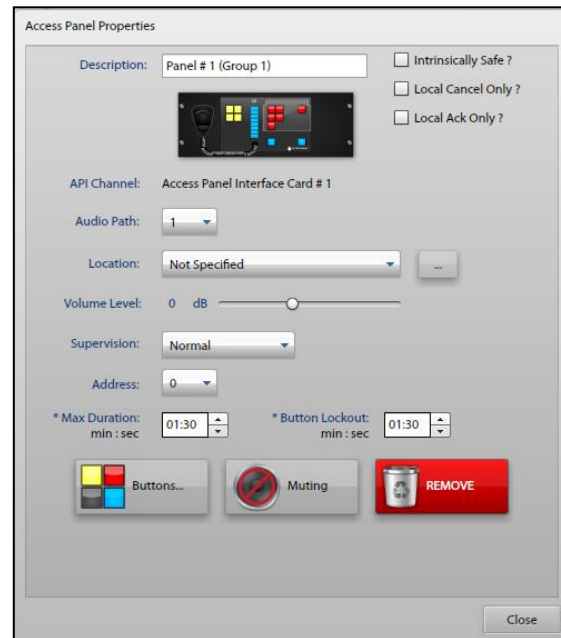 Access Panel Properties
Description: Panel # 1 (Group 1)
Intrinsically Safe ?
Local Cancel Only ?
Local Ack Only ?
API Channel: Access Panel Interface Card # 1
Audio Path: 1
Location: Not Specified ...
Volume Level: 0 dB
Supervision: Normal
Address: 0
* Max Duration: 01:30 * Button Lockout: 01:30
min : sec min : sec
Buttons... Muting REMOVE
Close